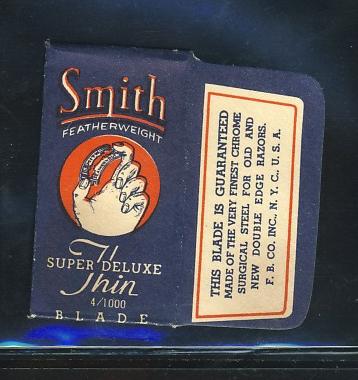 Smith
FEATHERWEIGHT
SUPER DELUXE
Thin
4/1000
BLADE
THIS BLADE IS GUARANTEED
MADE OF THE VERY FINEST CHROME
SURGICAL STEEL FOR OLD AND
NEW DOUBLE EDGE RAZORS.
F. B. CO. INC., N. Y. C., U. S. A.